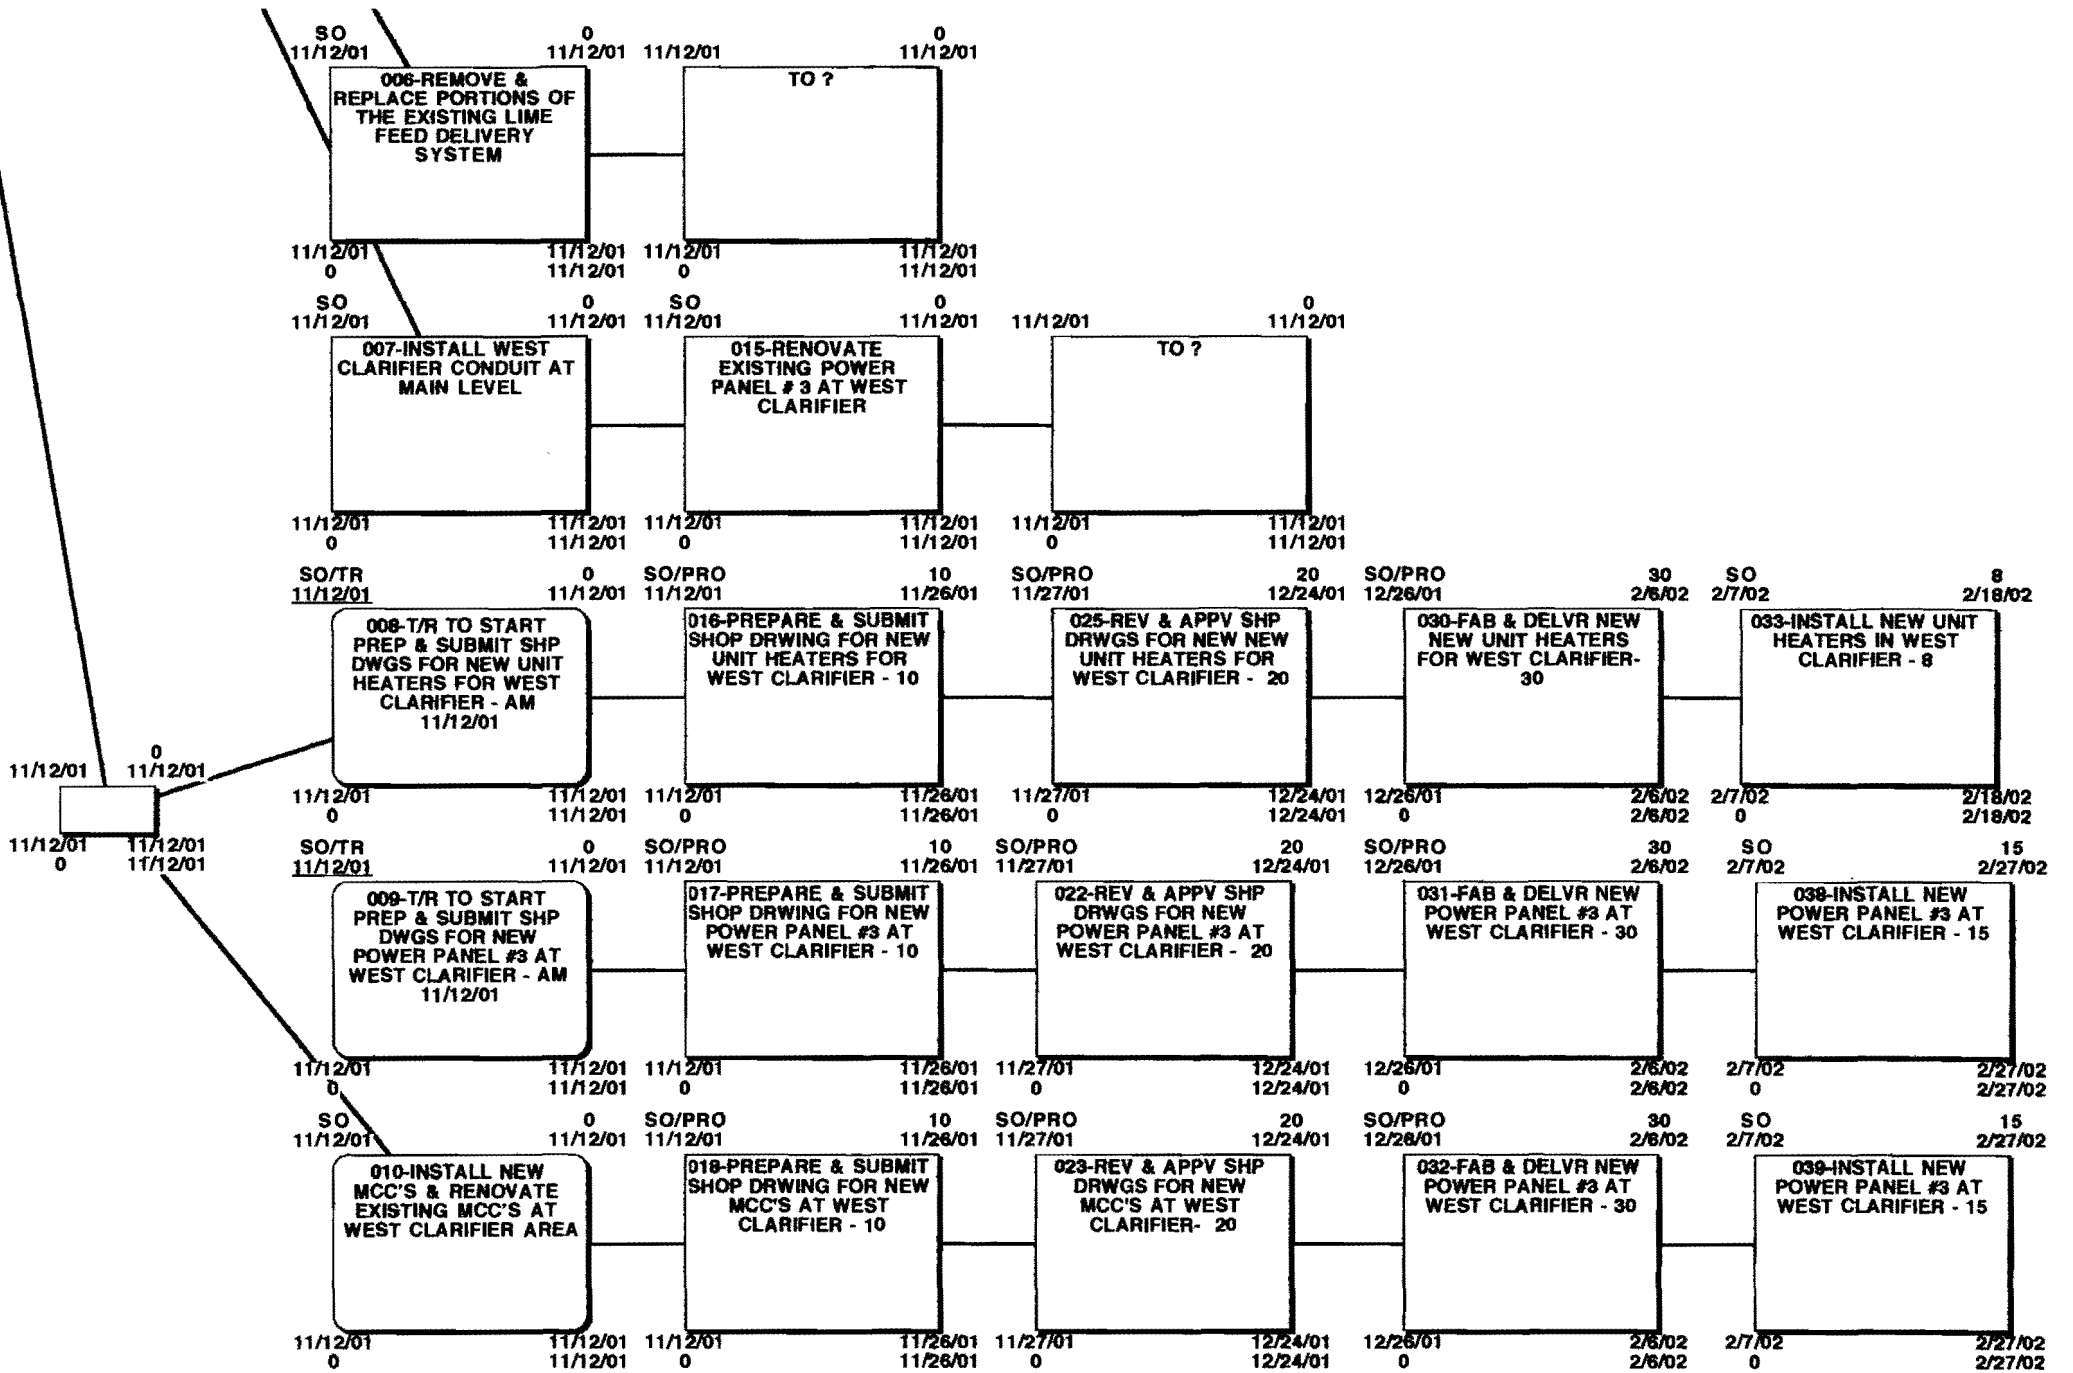 SO 0 0
11/12/01 11/12/01 11/12/01 11/12/01
006-REMOVE &
REPLACE PORTIONS OF
THE EXISTING LIME
FEED DELIVERY
SYSTEM
TO ?
11/12/01 11/12/01 11/12/01 11/12/01
0 11/12/01 0 11/12/01
SO 0 SO 0 0
11/12/01 11/12/01 11/12/01 11/12/01 11/12/01 11/12/01
007-INSTALL WEST
CLARIFIER CONDUIT AT
MAIN LEVEL
015-RENOVATE
EXISTING POWER
PANEL # 3 AT WEST
CLARIFIER
TO ?
11/12/01 11/12/01 11/12/01 11/12/01 11/12/01 11/12/01
0 11/12/01 0 11/12/01 0 11/12/01
SO/TR 0 SO/PRO 10 SO/PRO 20 SO/PRO 30 SO 8
11/12/01 11/12/01 11/12/01 11/26/01 11/27/01 12/24/01 12/26/01 2/6/02 2/7/02 2/18/02
008-T/R TO START
PREP & SUBMIT SHP
DWGS FOR NEW UNIT
HEATERS FOR WEST
CLARIFIER - AM
11/12/01
016-PREPARE & SUBMIT
SHOP DRWING FOR NEW
UNIT HEATERS FOR
WEST CLARIFIER - 10
025-REV & APPV SHP
DRWGS FOR NEW NEW
UNIT HEATERS FOR
WEST CLARIFIER - 20
030-FAB & DELVR NEW
NEW UNIT HEATERS
FOR WEST CLARIFIER-
30
033-INSTALL NEW UNIT
HEATERS IN WEST
CLARIFIER - 8
11/12/01 11/12/01 11/12/01 11/26/01 11/27/01 12/24/01 12/26/01 2/6/02 2/7/02 2/18/02
0 11/12/01 0 11/26/01 0 12/24/01 0 2/6/02 0 2/18/02
0
11/12/01 11/12/01
11/12/01 11/12/01
0 11/12/01
SO/TR 0 SO/PRO 10 SO/PRO 20 SO/PRO 30 SO 15
11/12/01 11/12/01 11/12/01 11/26/01 11/27/01 12/24/01 12/26/01 2/6/02 2/7/02 2/27/02
009-T/R TO START
PREP & SUBMIT SHP
DWGS FOR NEW
POWER PANEL #3 AT
WEST CLARIFIER - AM
11/12/01
017-PREPARE & SUBMIT
SHOP DRWING FOR NEW
POWER PANEL #3 AT
WEST CLARIFIER - 10
022-REV & APPV SHP
DRWGS FOR NEW
POWER PANEL #3 AT
WEST CLARIFIER - 20
031-FAB & DELVR NEW
POWER PANEL #3 AT
WEST CLARIFIER - 30
038-INSTALL NEW
POWER PANEL #3 AT
WEST CLARIFIER - 15
11/12/01 11/12/01 11/12/01 11/26/01 11/27/01 12/24/01 12/26/01 2/6/02 2/7/02 2/27/02
0 11/12/01 0 11/26/01 0 12/24/01 0 2/6/02 0 2/27/02
SO 0 SO/PRO 10 SO/PRO 20 SO/PRO 30 SO 15
11/12/01 11/12/01 11/12/01 11/26/01 11/27/01 12/24/01 12/26/01 2/6/02 2/7/02 2/27/02
010-INSTALL NEW
MCC'S & RENOVATE
EXISTING MCC'S AT
WEST CLARIFIER AREA
018-PREPARE & SUBMIT
SHOP DRWING FOR NEW
MCC'S AT WEST
CLARIFIER - 10
023-REV & APPV SHP
DRWGS FOR NEW
MCC'S AT WEST
CLARIFIER- 20
032-FAB & DELVR NEW
POWER PANEL #3 AT
WEST CLARIFIER - 30
039-INSTALL NEW
POWER PANEL #3 AT
WEST CLARIFIER - 15
11/12/01 11/12/01 11/12/01 11/26/01 11/27/01 12/24/01 12/26/01 2/6/02 2/7/02 2/27/02
0 11/12/01 0 11/26/01 0 12/24/01 0 2/6/02 0 2/27/02